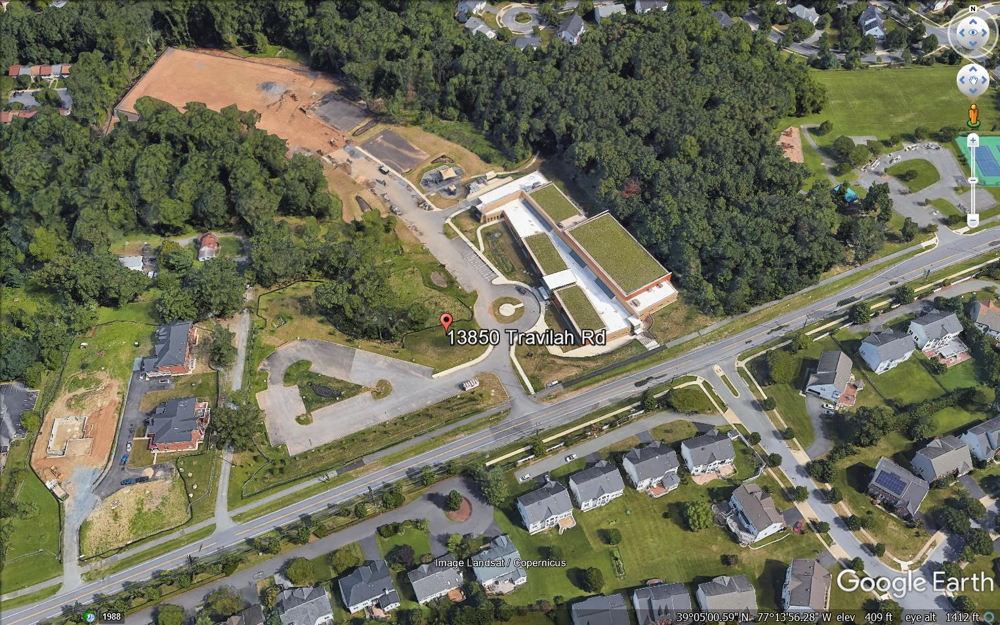 N
13850 Travilah Rd
Image Landsat / Copernicus
Google Earth
1988
39°05'00.59" N 77°13'56.28" W elev 409 ft eye alt 1412 ft